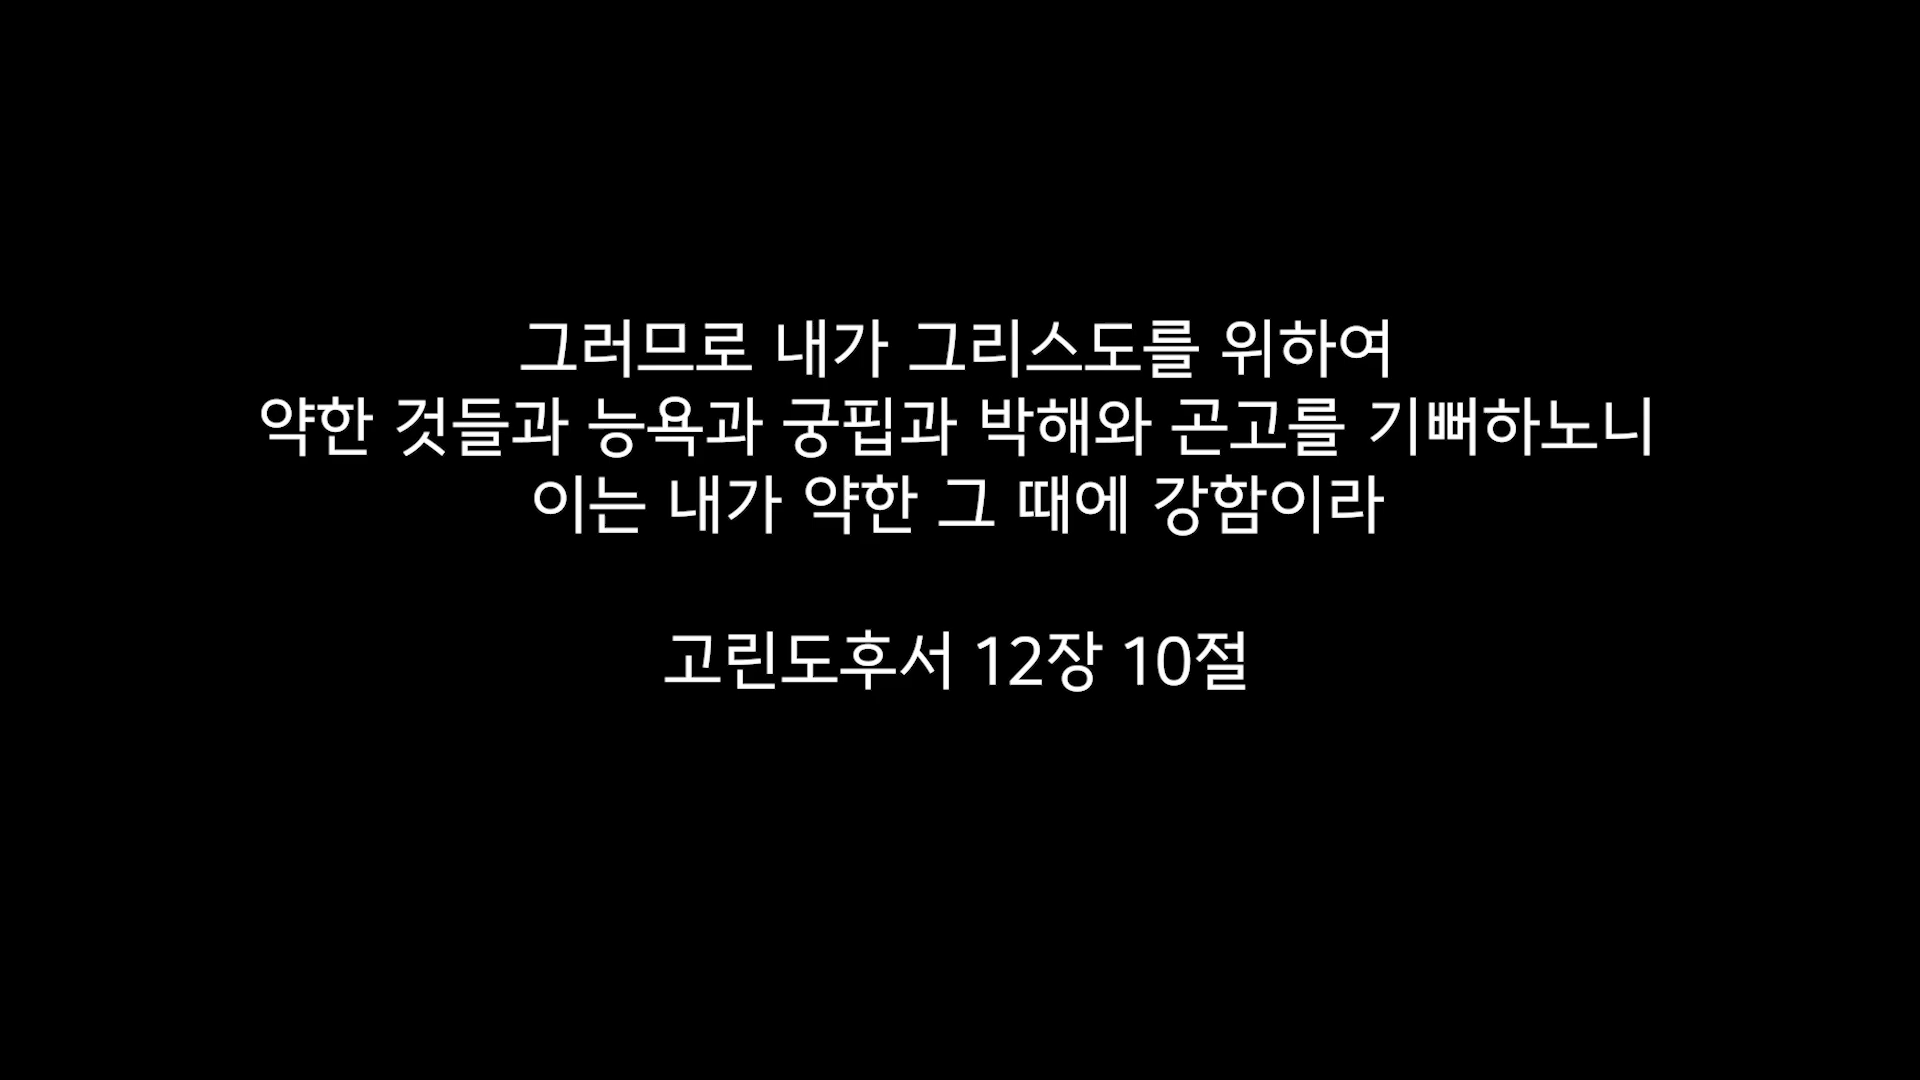 그러므로 내가 그리스도를 위하여
약한 것들과 능욕과 궁핍과 박해와 곤고를 기뻐하노니
이는 내가 약한 그 때에 강함이라
고린도후서 12장 10절